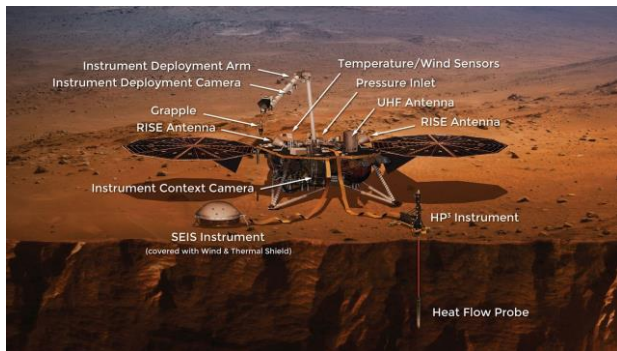 Instrument Deployment Arm
Instrument Deployment Camera
Grapple
RISE Antenna
Temperature/Wind Sensors
Pressure Inlet
UHF Antenna
RISE Antenna
Instrument Context Camera
SEIS Instrument
(covered with Wind & Thermal Shield)
HP³ Instrument
Heat Flow Probe